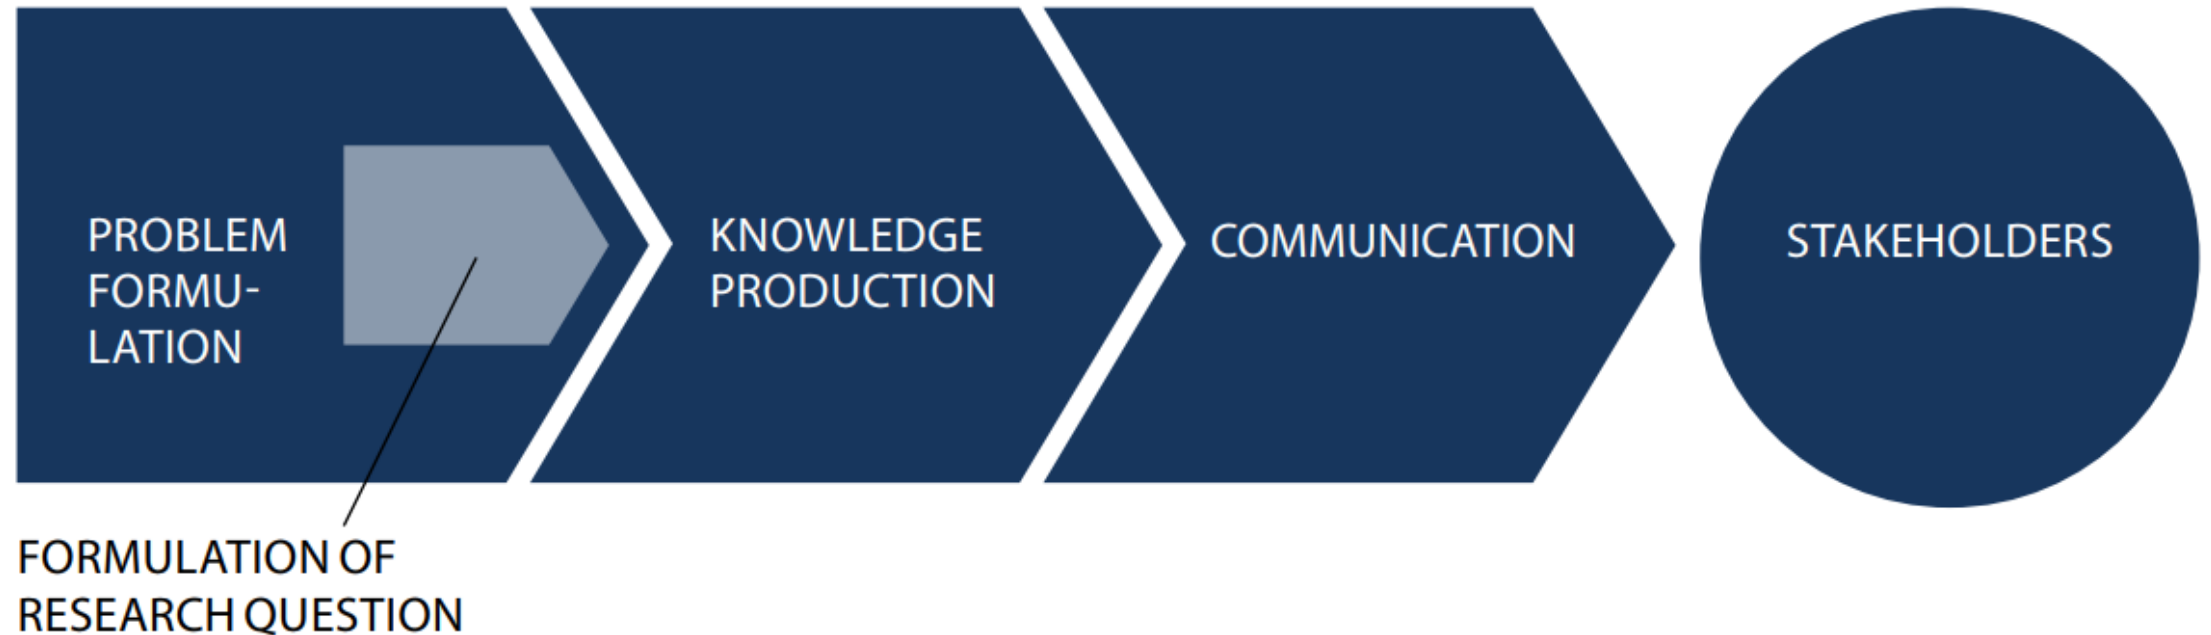 PROBLEM
FORMU-
LATION
KNOWLEDGE
PRODUCTION
COMMUNICATION
STAKEHOLDERS
FORMULATION OF
RESEARCH QUESTION